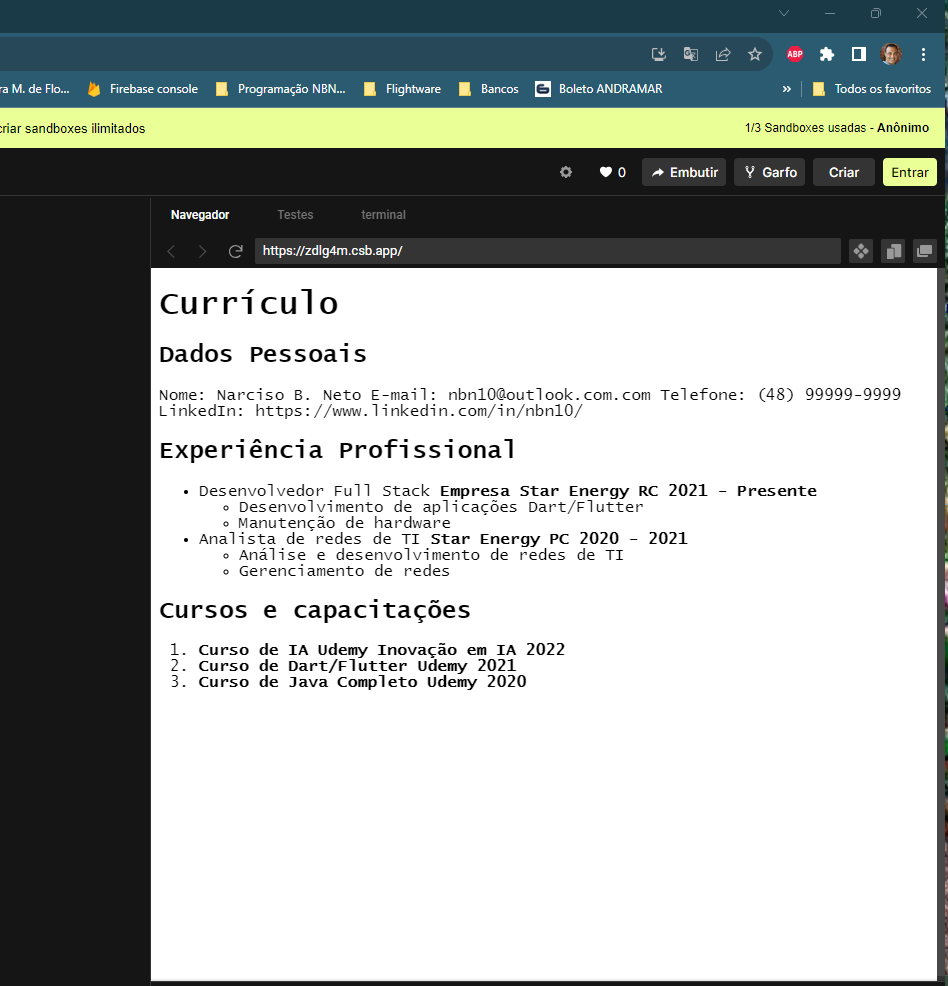 ra M. de Flo...
Firebase console
Programação NBN...
Flightware
Bancos
Boleto ANDRAMAR
»
Todos os favoritos
ABP
criar sandboxes ilimitados
1/3 Sandboxes usadas - Anônimo
0
Embutir
Garfo
Criar
Entrar
Navegador
Testes
terminal
https://zdlg4m.csb.app/
Currículo
Dados Pessoais
Nome: Narciso B. Neto E-mail: nbn10@outlook.com.com Telefone: (48) 99999-9999
LinkedIn: https://www.linkedin.com/in/nbn10/
Experiência Profissional
• Desenvolvedor Full Stack Empresa Star Energy RC 2021 - Presente
◦ Desenvolvimento de aplicações Dart/Flutter
◦ Manutenção de hardware
• Analista de redes de TI Star Energy PC 2020 - 2021
◦ Análise e desenvolvimento de redes de TI
◦ Gerenciamento de redes
Cursos e capacitações
1. Curso de IA Udemy Inovação em IA 2022
2. Curso de Dart/Flutter Udemy 2021
3. Curso de Java Completo Udemy 2020